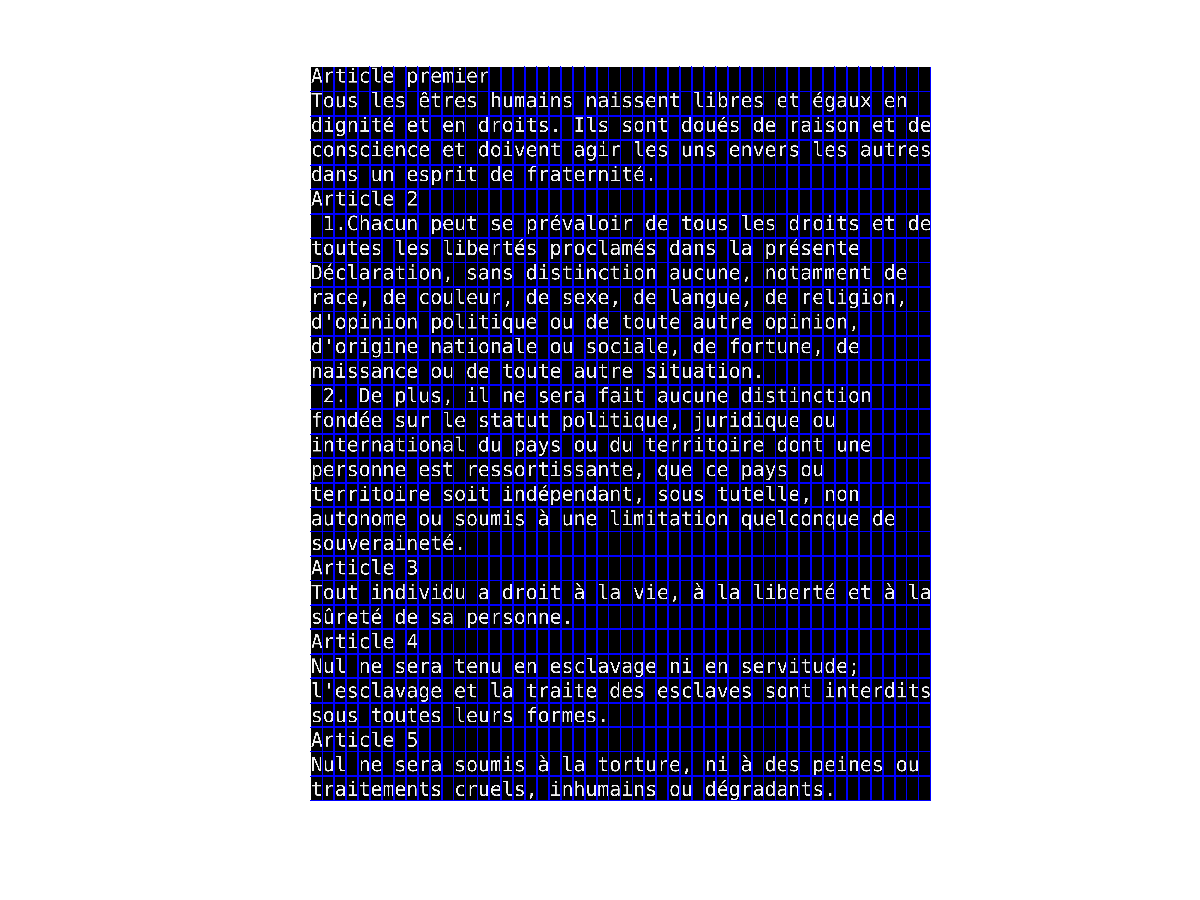 Article premier
Tous les êtres humains naissent libres et égaux en
dignité et en droits. Ils sont doués de raison et de
conscience et doivent agir les uns envers les autres
dans un esprit de fraternité.
Article 2
 1.Chacun peut se prévaloir de tous les droits et de
toutes les libertés proclamés dans la présente
Déclaration, sans distinction aucune, notamment de
race, de couleur, de sexe, de langue, de religion,
d'opinion politique ou de toute autre opinion,
d'origine nationale ou sociale, de fortune, de
naissance ou de toute autre situation.
 2. De plus, il ne sera fait aucune distinction
fondée sur le statut politique, juridique ou
international du pays ou du territoire dont une
personne est ressortissante, que ce pays ou
territoire soit indépendant, sous tutelle, non
autonome ou soumis à une limitation quelconque de
souveraineté.
Article 3
Tout individu a droit à la vie, à la liberté et à la
sûreté de sa personne.
Article 4
Nul ne sera tenu en esclavage ni en servitude;
l'esclavage et la traite des esclaves sont interdits
sous toutes leurs formes.
Article 5
Nul ne sera soumis à la torture, ni à des peines ou
traitements cruels, inhumains ou dégradants.